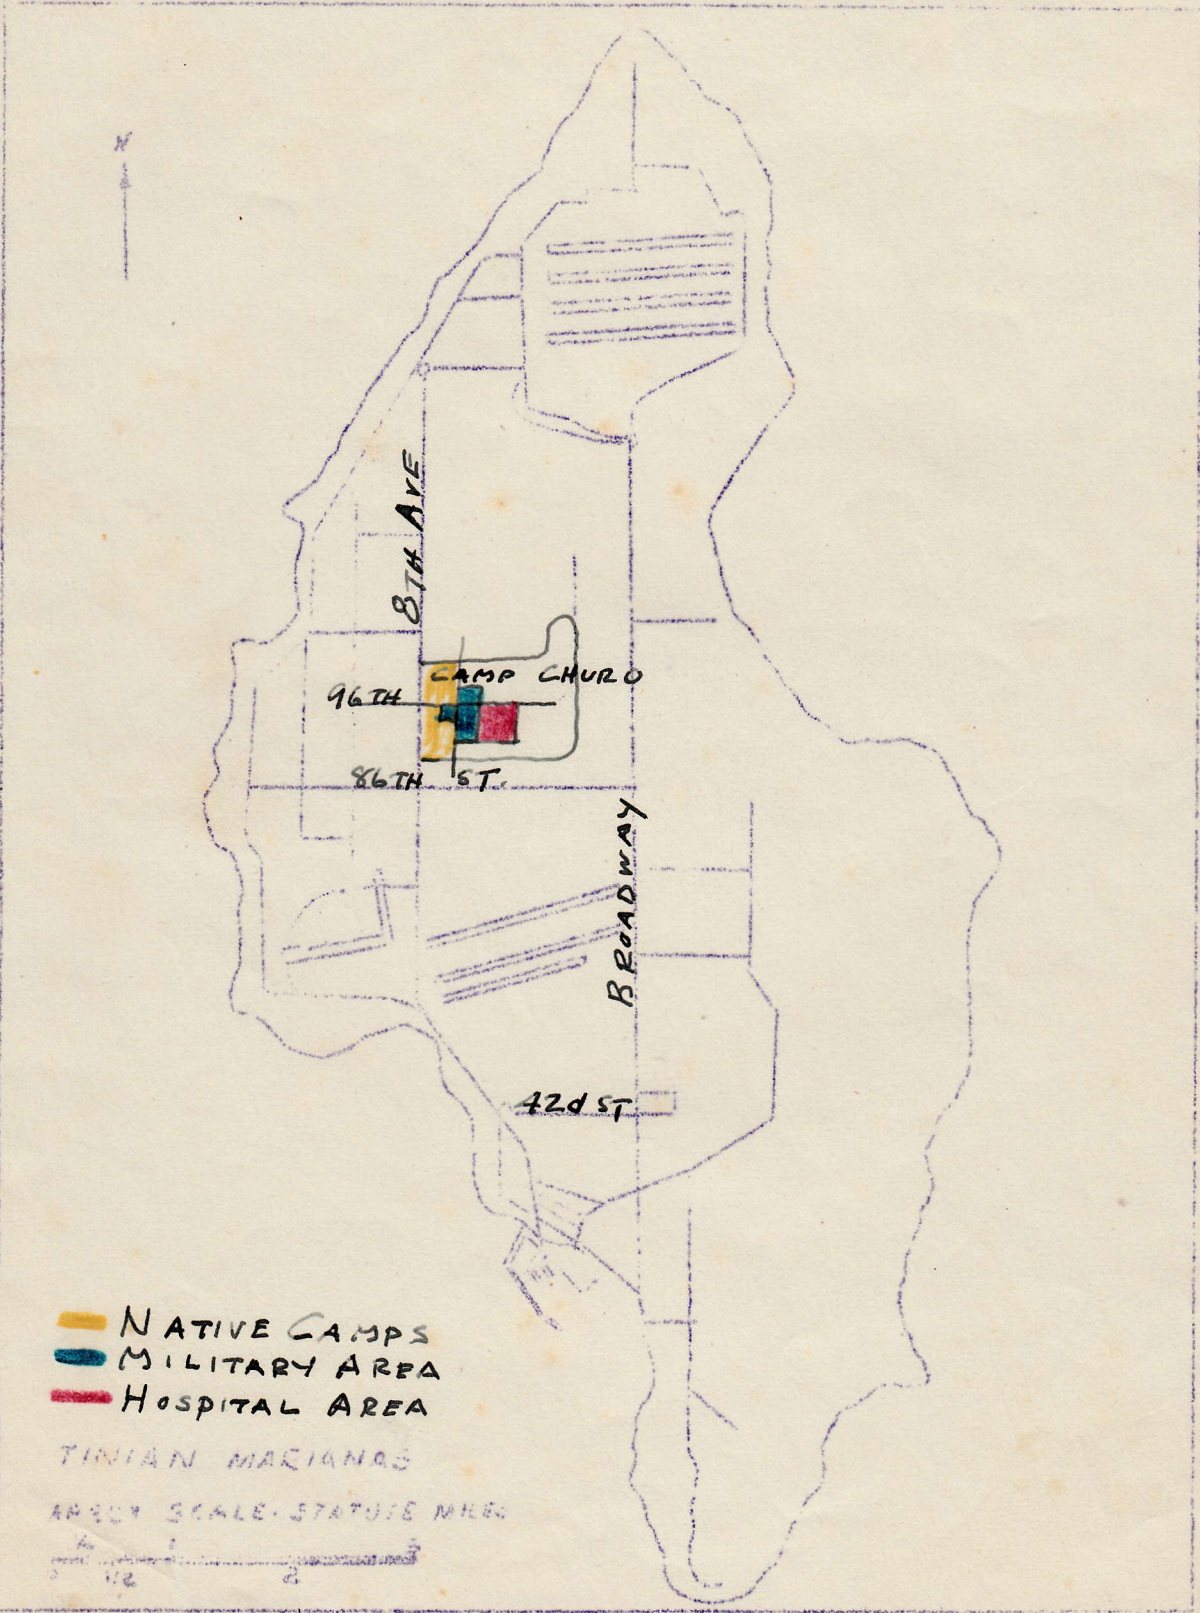 N
8TH AVE
CAMP CHURO
96TH
86TH ST.
BROADWAY
42d ST
NATIVE CAMPS
MILITARY AREA
HOSPITAL AREA
TINIAN MARIANAS
SCALE. STATUTE MILES